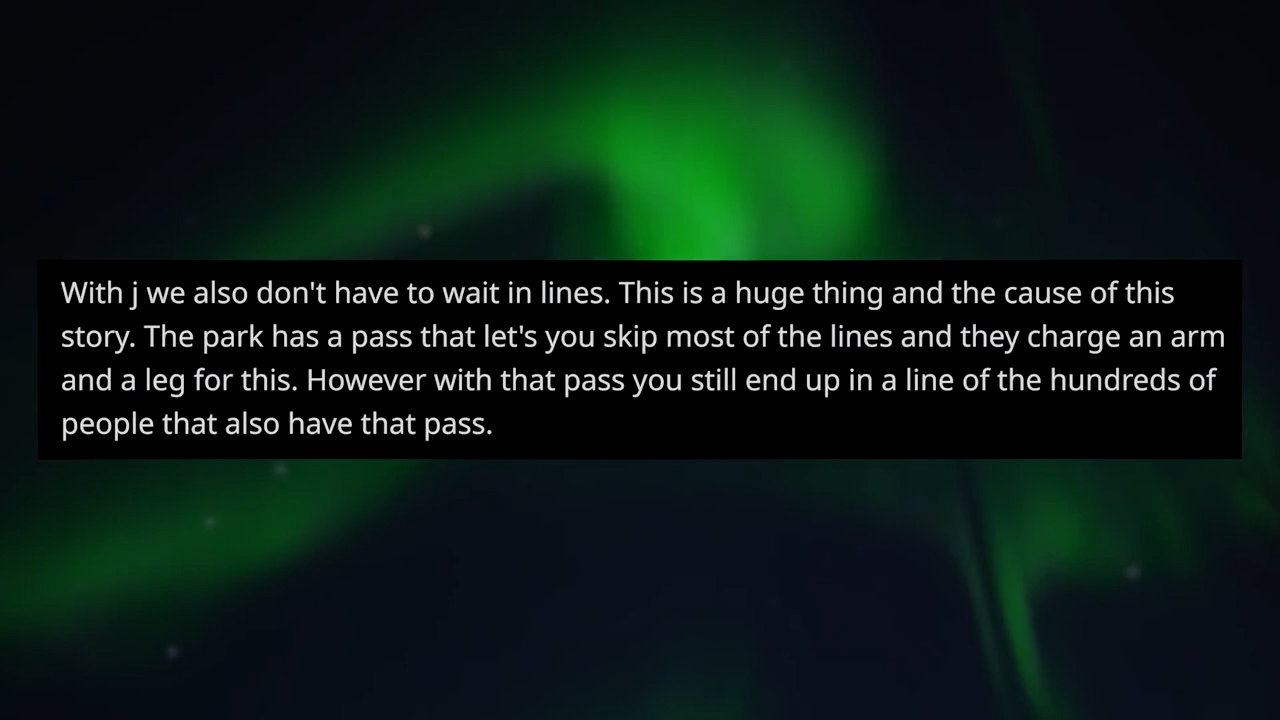 With j we also don't have to wait in lines. This is a huge thing and the cause of this
story. The park has a pass that let's you skip most of the lines and they charge an arm
and a leg for this. However with that pass you still end up in a line of the hundreds of
people that also have that pass.